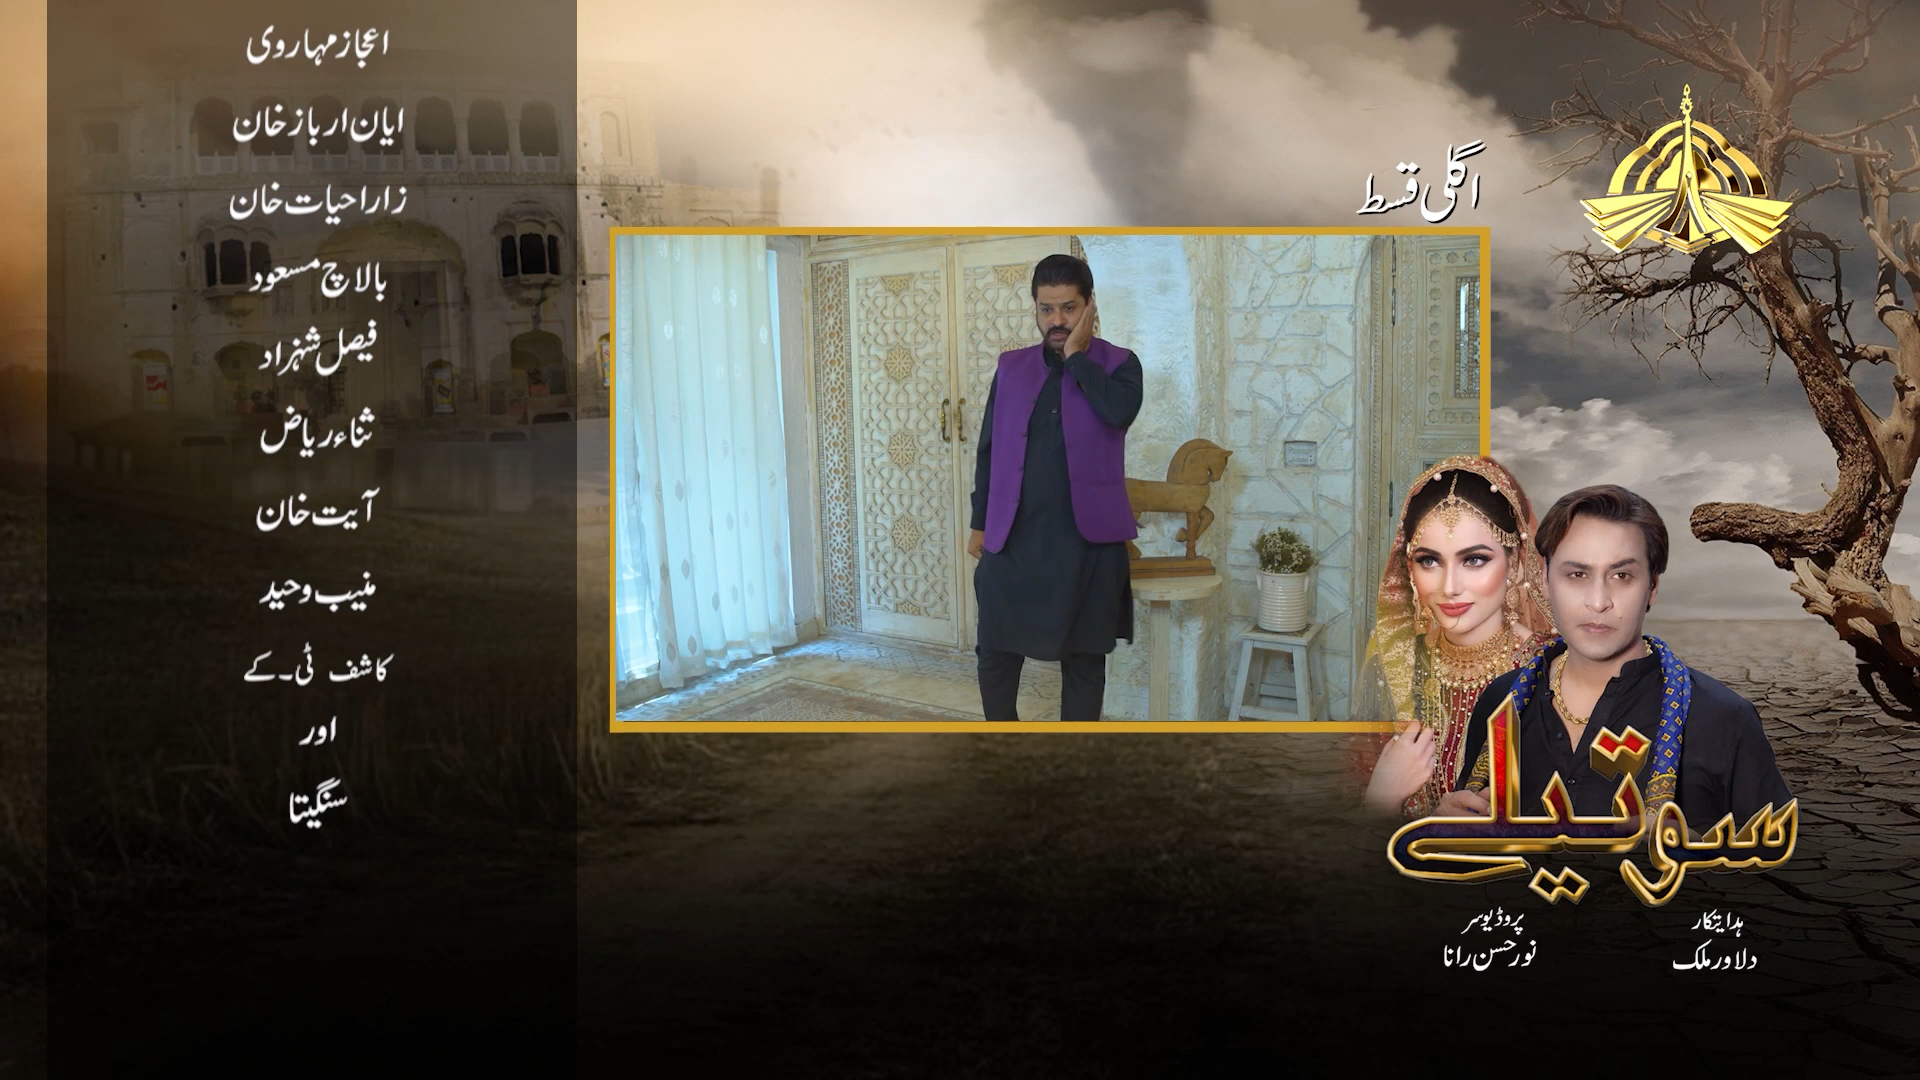 اعجاز مہاروی
ایان ارباز خان
زارا حیات خان
بالاچ مسعود
فیصل شہزاد
ثناء ریاض
آیت خان
منیب وحید
کاشف ٹی۔کے
اور
سنگیتا
اگلی قسط
سوتیلے
ہدایتکار
دلاور ملک
پروڈیوسر
نور حسن رانا